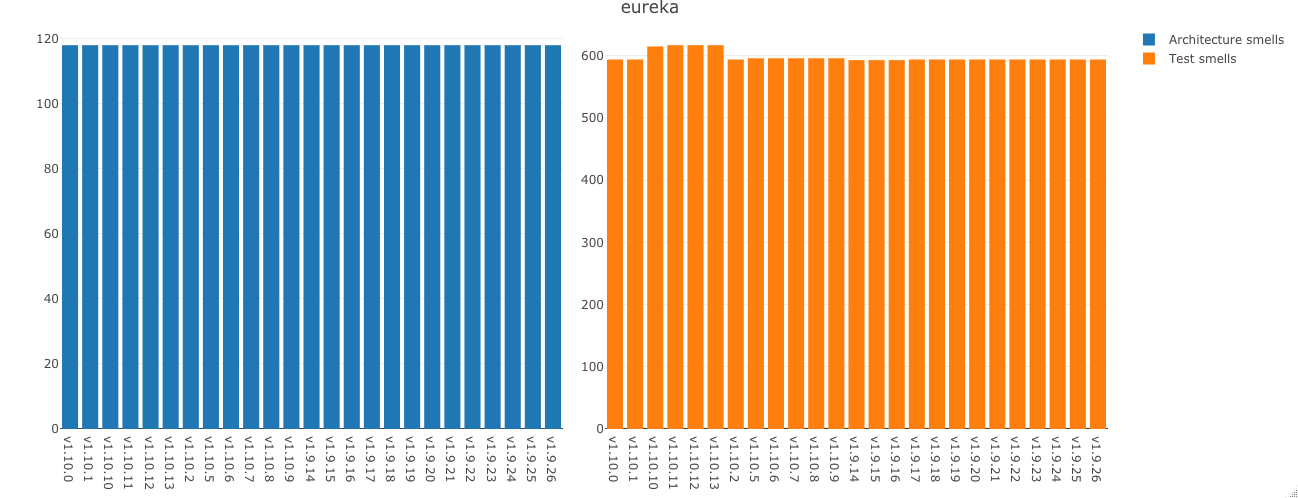 eureka
120
100
80
60
40
20
0
v1.10.0
v1.10.1
v1.10.10
v1.10.11
v1.10.12
v1.10.13
v1.10.2
v1.10.5
v1.10.6
v1.10.7
v1.10.8
v1.10.9
v1.9.14
v1.9.15
v1.9.16
v1.9.17
v1.9.18
v1.9.19
v1.9.20
v1.9.21
v1.9.22
v1.9.23
v1.9.24
v1.9.25
v1.9.26
600
500
400
300
200
100
0
v1.10.0
v1.10.1
v1.10.10
v1.10.11
v1.10.12
v1.10.13
v1.10.2
v1.10.5
v1.10.6
v1.10.7
v1.10.8
v1.10.9
v1.9.14
v1.9.15
v1.9.16
v1.9.17
v1.9.18
v1.9.19
v1.9.20
v1.9.21
v1.9.22
v1.9.23
v1.9.24
v1.9.25
v1.9.26
Architecture smells
Test smells